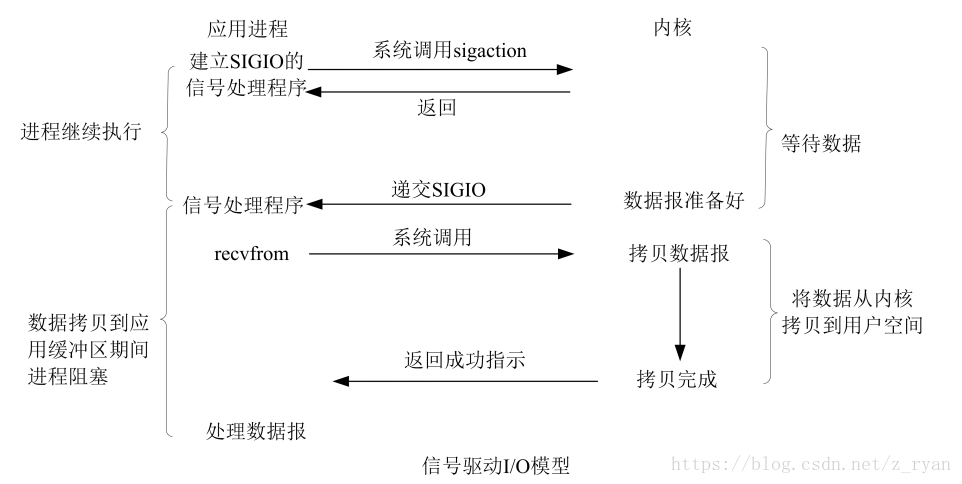 应用进程
内核
建立SIGIO的
信号处理程序
系统调用sigaction
返回
进程继续执行
等待数据
递交SIGIO
信号处理程序
数据报准备好
系统调用
recvfrom
拷贝数据报
将数据从内核
拷贝到用户空间
数据拷贝到应
用缓冲区期间
进程阻塞
返回成功指示
拷贝完成
处理数据报
信号驱动I/O模型
https://blog.csdn.net/z_ryan